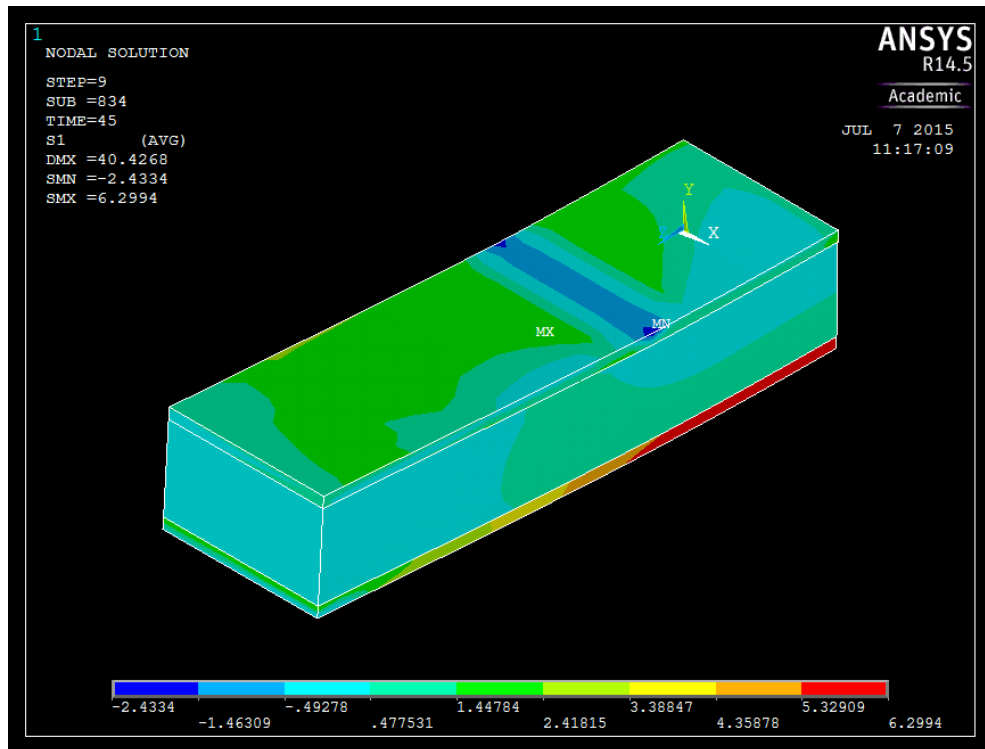 1
NODAL SOLUTION
STEP=9
SUB =834
TIME=45
S1 (AVG)
DMX =40.4268
SMN =-2.4334
SMX =6.2994
ANSYS
R14.5
Academic
JUL 7 2015
11:17:09
Y
Z X
MX MN
-2.4334 -.49278 1.44784 3.38847 5.32909
-1.46309 .477531 2.41815 4.35878 6.2994